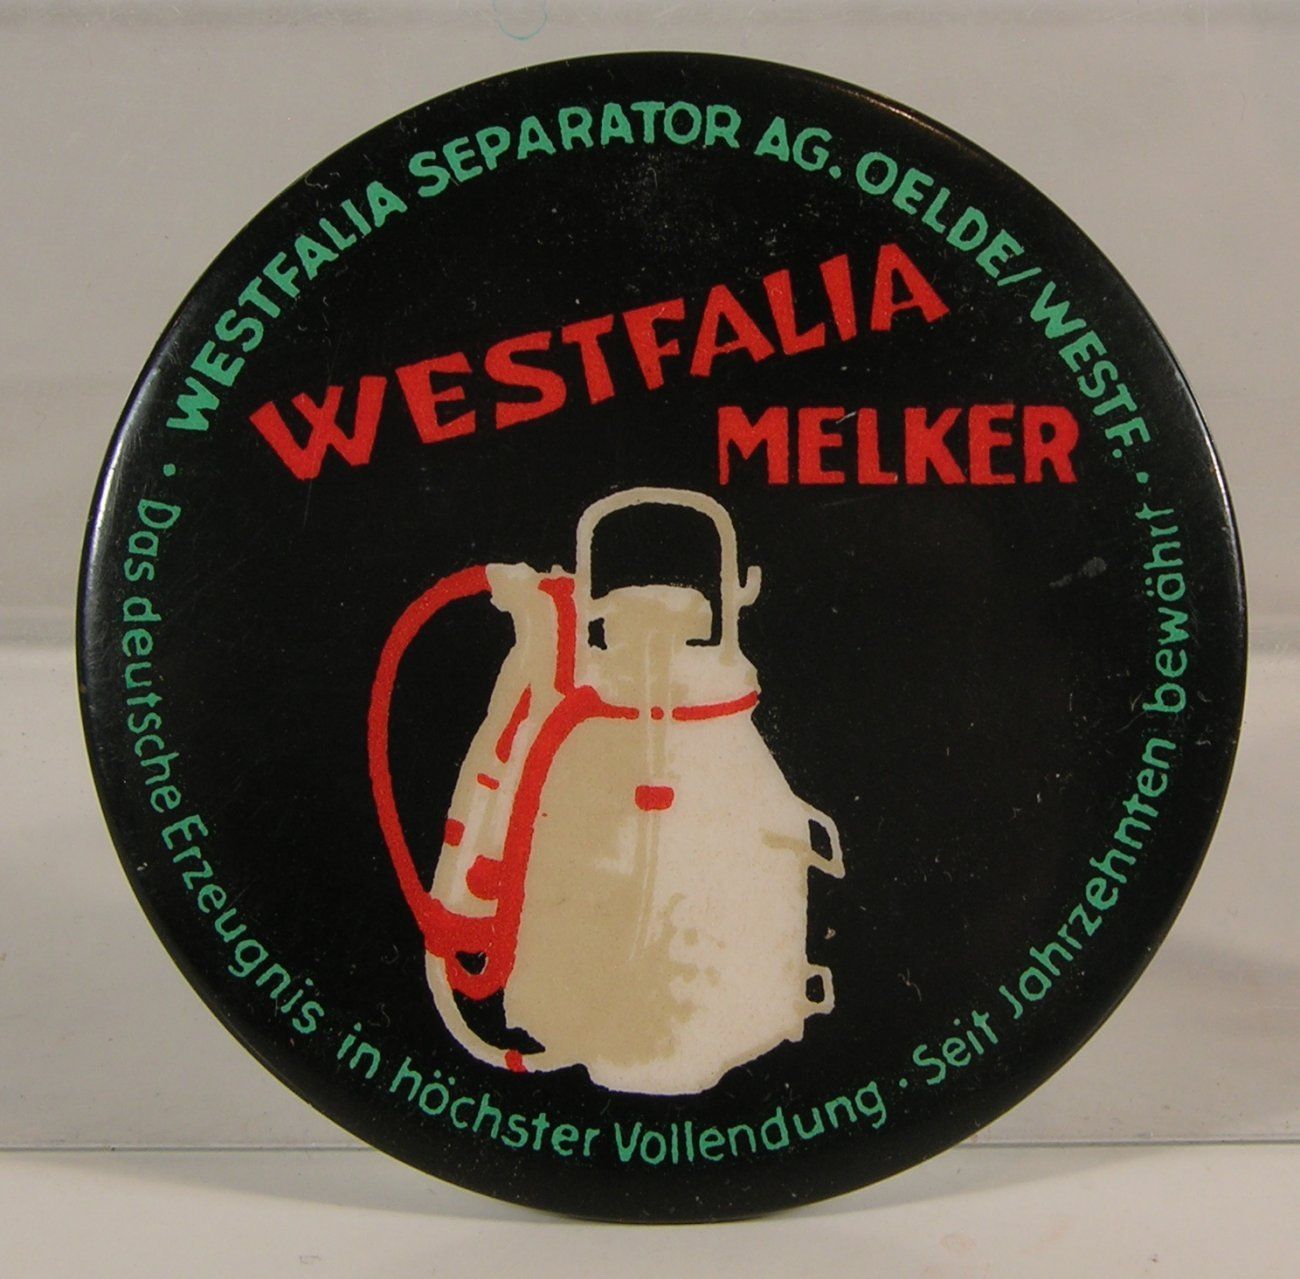 WESTFALIA SEPARATOR AG. OELDE/WESTF.
WESTFALIA
MELKER
· Das deutsche Erzeugnis in höchster Vollendung · Seit Jahrzehnten bewährt ·